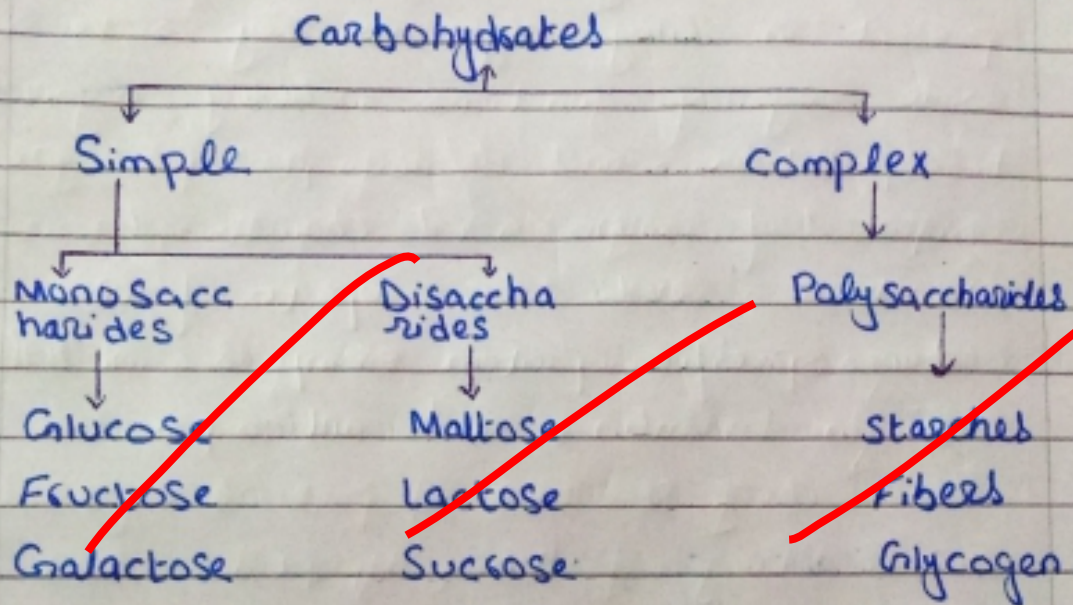 Carbohydrates
Simple Complex
Monosacc Disaccha Polysaccharides
harides rides
Glucose Maltose Starches
Fructose Lactose Fibers
Galactose Sucrose Glycogen